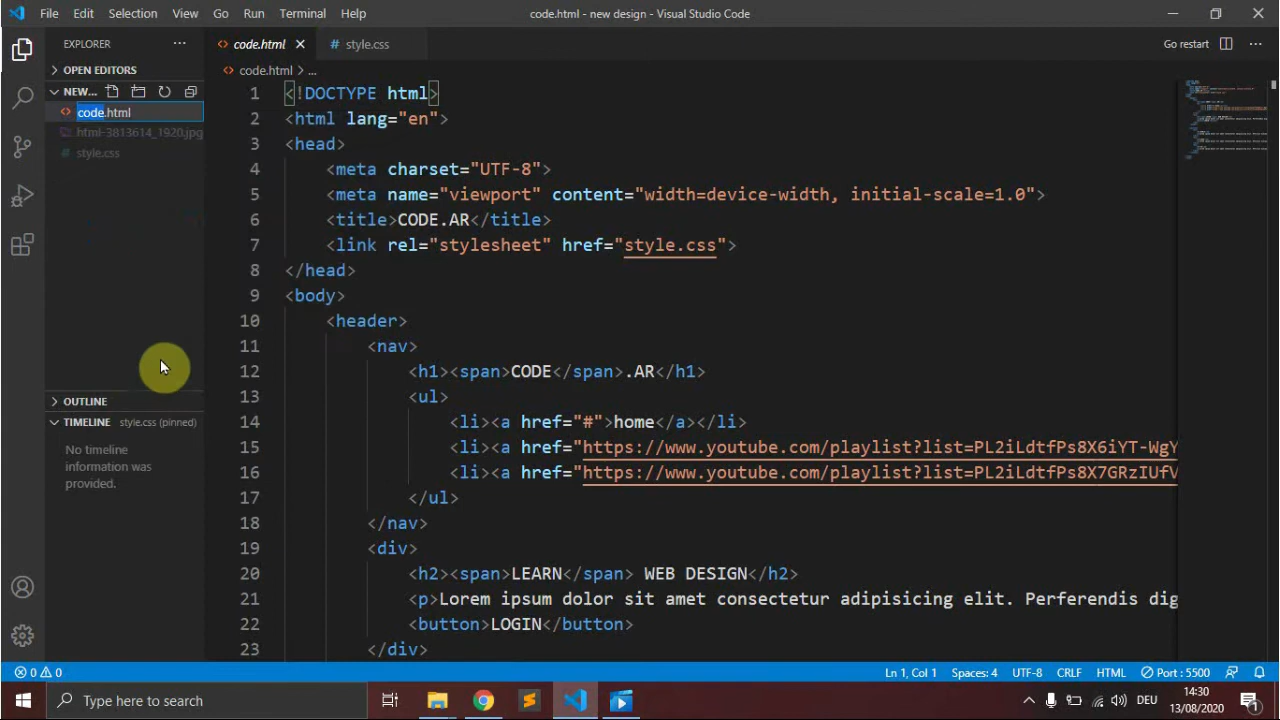 File Edit Selection View Go Run Terminal Help code.html - new design - Visual Studio Code
EXPLORER
OPEN EDITORS
NEW...
code.html
html-3813614_1920.jpg
style.css
OUTLINE
TIMELINE style.css (pinned)
No timeline
information was
provided.
code.html
style.css
Go restart
code.html > ...
1 <!DOCTYPE html>
2 <html lang="en">
3 <head>
4 <meta charset="UTF-8">
5 <meta name="viewport" content="width=device-width, initial-scale=1.0">
6 <title>CODE.AR</title>
7 <link rel="stylesheet" href="style.css">
8 </head>
9 <body>
10 <header>
11 <nav>
12 <h1><span>CODE</span>.AR</h1>
13 <ul>
14 <li><a href="#">home</a></li>
15 <li><a href="https://www.youtube.com/playlist?list=PL2iLdtfPs8X6iYT-WgY
16 <li><a href="https://www.youtube.com/playlist?list=PL2iLdtfPs8X7GRzIUfV
17 </ul>
18 </nav>
19 <div>
20 <h2><span>LEARN</span> WEB DESIGN</h2>
21 <p>Lorem ipsum dolor sit amet consectetur adipisicing elit. Perferendis dig
22 <button>LOGIN</button>
23 </div>
0 0 Ln 1, Col 1 Spaces: 4 UTF-8 CRLF HTML Port : 5500
Type here to search
DEU
14:30
13/08/2020
1